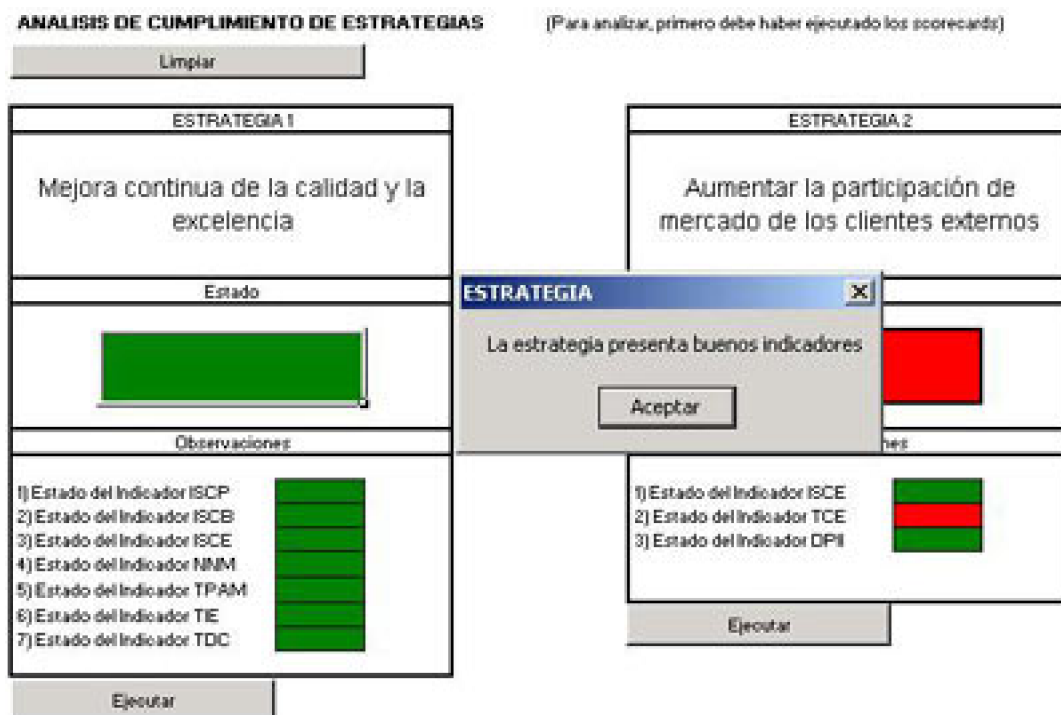 ANALISIS DE CUMPLIMIENTO DE ESTRATEGIAS
(Para analizar, primero debe haber ejecutado los scorecards)
Limpiar
ESTRATEGIA 1
Mejora continua de la calidad y la
excelencia
Estado
Observaciones
1) Estado del Indicador ISCP
2) Estado del Indicador ISCB
3) Estado del Indicador ISCE
4) Estado del Indicador NNM
5) Estado del Indicador TPAM
6) Estado del Indicador TIE
7) Estado del Indicador TDC
Ejecutar
ESTRATEGIA 2
Aumentar la participación de
mercado de los clientes externos
ESTRATEGIA
La estrategia presenta buenos indicadores
Aceptar
nes
1) Estado del Indicador ISCE
2) Estado del Indicador TCE
3) Estado del Indicador DPII
Ejecutar